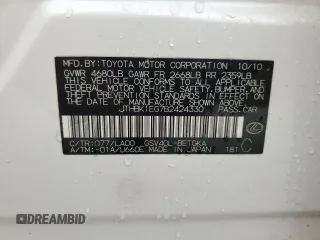 MFD. BY: TOYOTA MOTOR CORPORATION 10/10
GVWR 4680LB GAWR FR 2668LB RR 2359LB
THIS VEHICLE CONFORMS TO ALL APPLICABLE
FEDERAL MOTOR VEHICLE SAFETY, BUMPER, AND
THEFT PREVENTION STANDARDS IN EFFECT ON
THE DATE OF MANUFACTURE SHOWN ABOVE.
JTHBK1EG7B2424330 PASS. CAR
C/TR:077/LA00 GSV40L-BETGKA
A/TM:-01A/U660E MADE IN JAPAN 181 C
© AUTOBIDMASTER